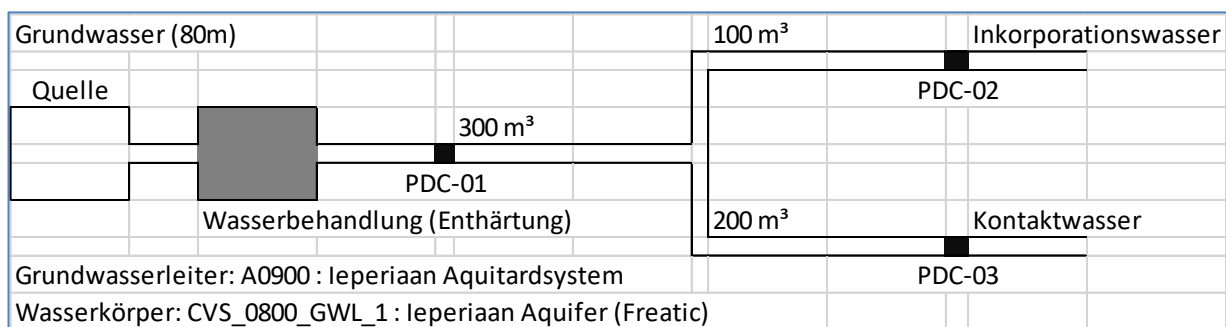 Grundwasser (80m)
100 m³
Inkorporationswasser
Quelle
PDC-02
300 m³
PDC-01
Wasserbehandlung (Enthärtung)
200 m³
Kontaktwasser
Grundwasserleiter: A0900 : Ieperiaan Aquitardsystem
PDC-03
Wasserkörper: CVS_0800_GWL_1 : Ieperiaan Aquifer (Freatic)